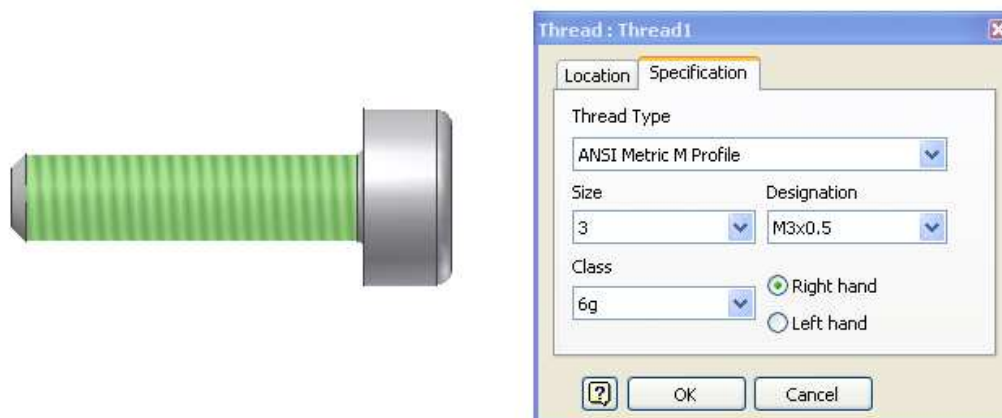 Thread : Thread1
Location Specification
Thread Type
ANSI Metric M Profile
Size Designation
3 M3x0.5
Class
6g
Right hand
Left hand
? OK Cancel